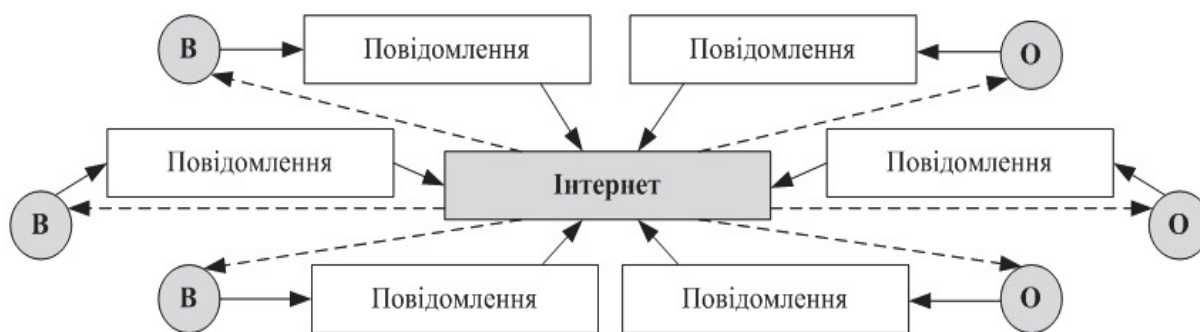 В
Повідомлення
Повідомлення
О
Повідомлення
Інтернет
Повідомлення
В
О
В
Повідомлення
Повідомлення
О